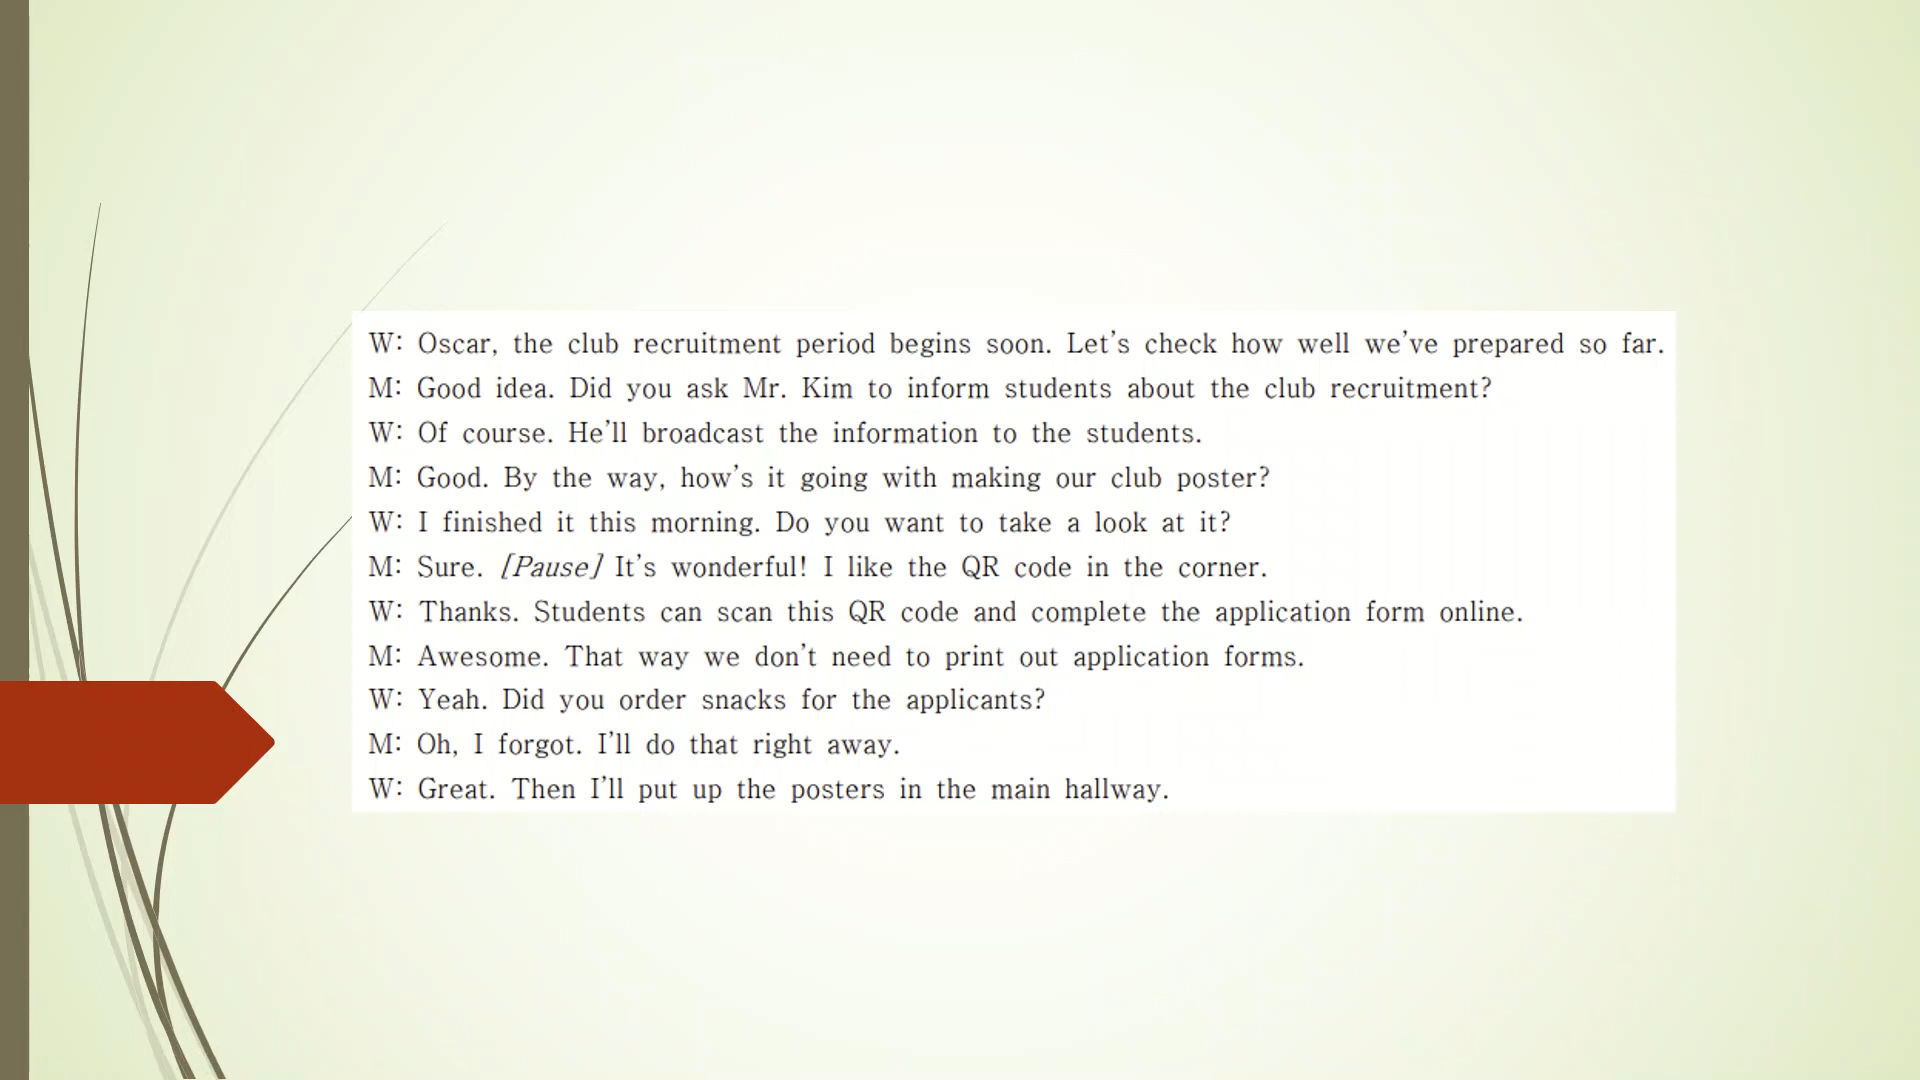 W: Oscar, the club recruitment period begins soon. Let's check how well we've prepared so far.
M: Good idea. Did you ask Mr. Kim to inform students about the club recruitment?
W: Of course. He'll broadcast the information to the students.
M: Good. By the way, how's it going with making our club poster?
W: I finished it this morning. Do you want to take a look at it?
M: Sure. [Pause] It's wonderful! I like the QR code in the corner.
W: Thanks. Students can scan this QR code and complete the application form online.
M: Awesome. That way we don't need to print out application forms.
W: Yeah. Did you order snacks for the applicants?
M: Oh, I forgot. I'll do that right away.
W: Great. Then I'll put up the posters in the main hallway.